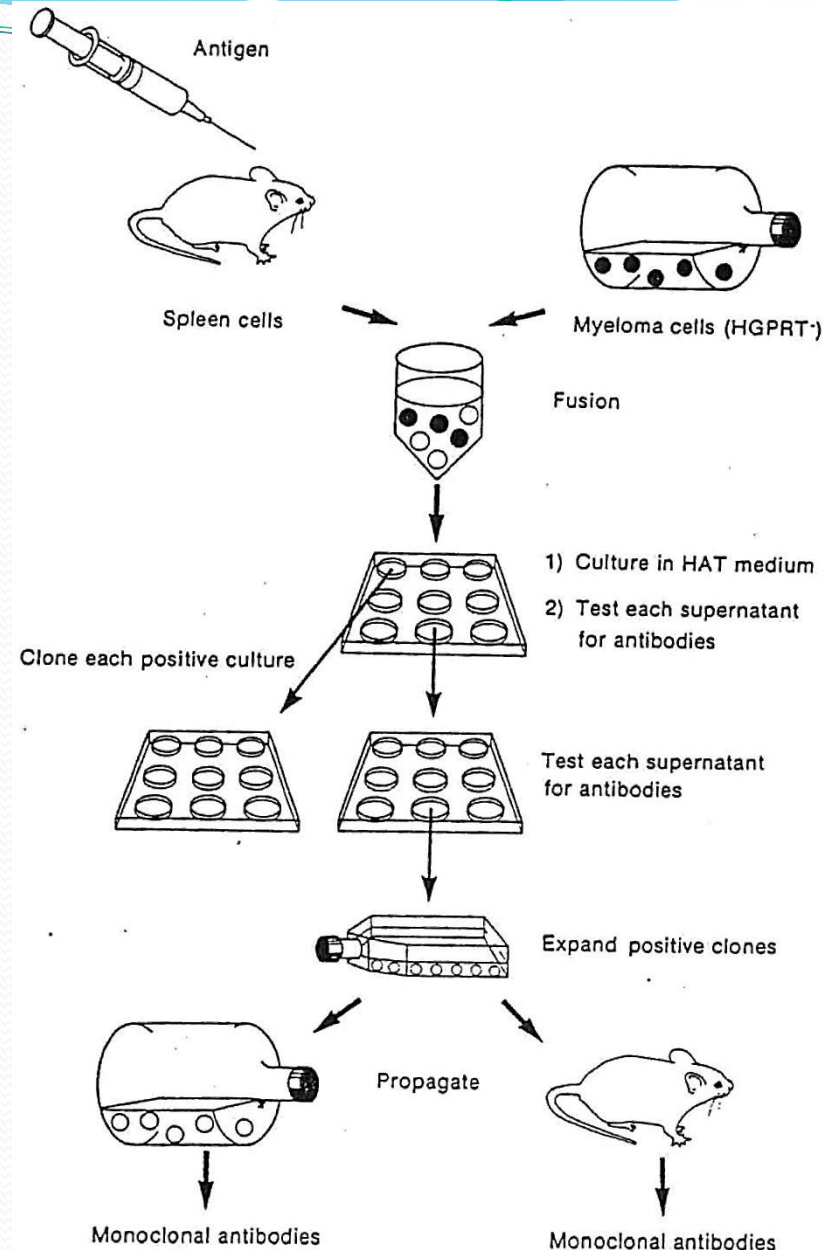 Antigen
Spleen cells
Myeloma cells (HGPRT-)
Fusion
1) Culture in HAT medium
2) Test each supernatant
for antibodies
Clone each positive culture
Test each supernatant
for antibodies
Expand positive clones
Propagate
Monoclonal antibodies
Monoclonal antibodies